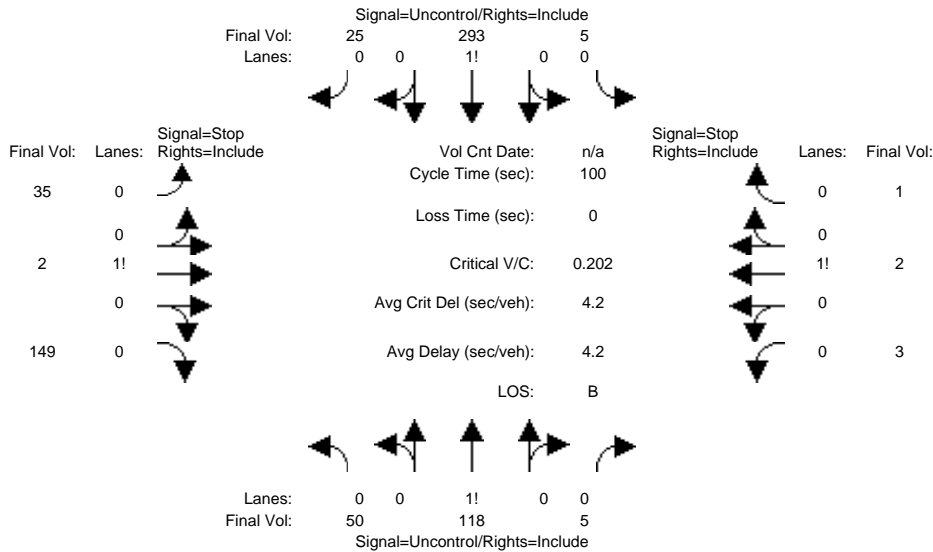 Signal=Uncontrol/Rights=Include
Final Vol: 25 293 5
Lanes: 0 0 1! 0 0
Signal=Stop
Final Vol: Lanes: Rights=Include
Vol Cnt Date: n/a
Signal=Stop
Rights=Include Lanes: Final Vol:
Cycle Time (sec): 100
35 0
0 1
Loss Time (sec): 0
0
0
2 1!
Critical V/C: 0.202
1! 2
0
Avg Crit Del (sec/veh): 4.2
0
149 0
Avg Delay (sec/veh): 4.2
0 3
LOS: B
Lanes: 0 0 1! 0 0
Final Vol: 50 118 5
Signal=Uncontrol/Rights=Include